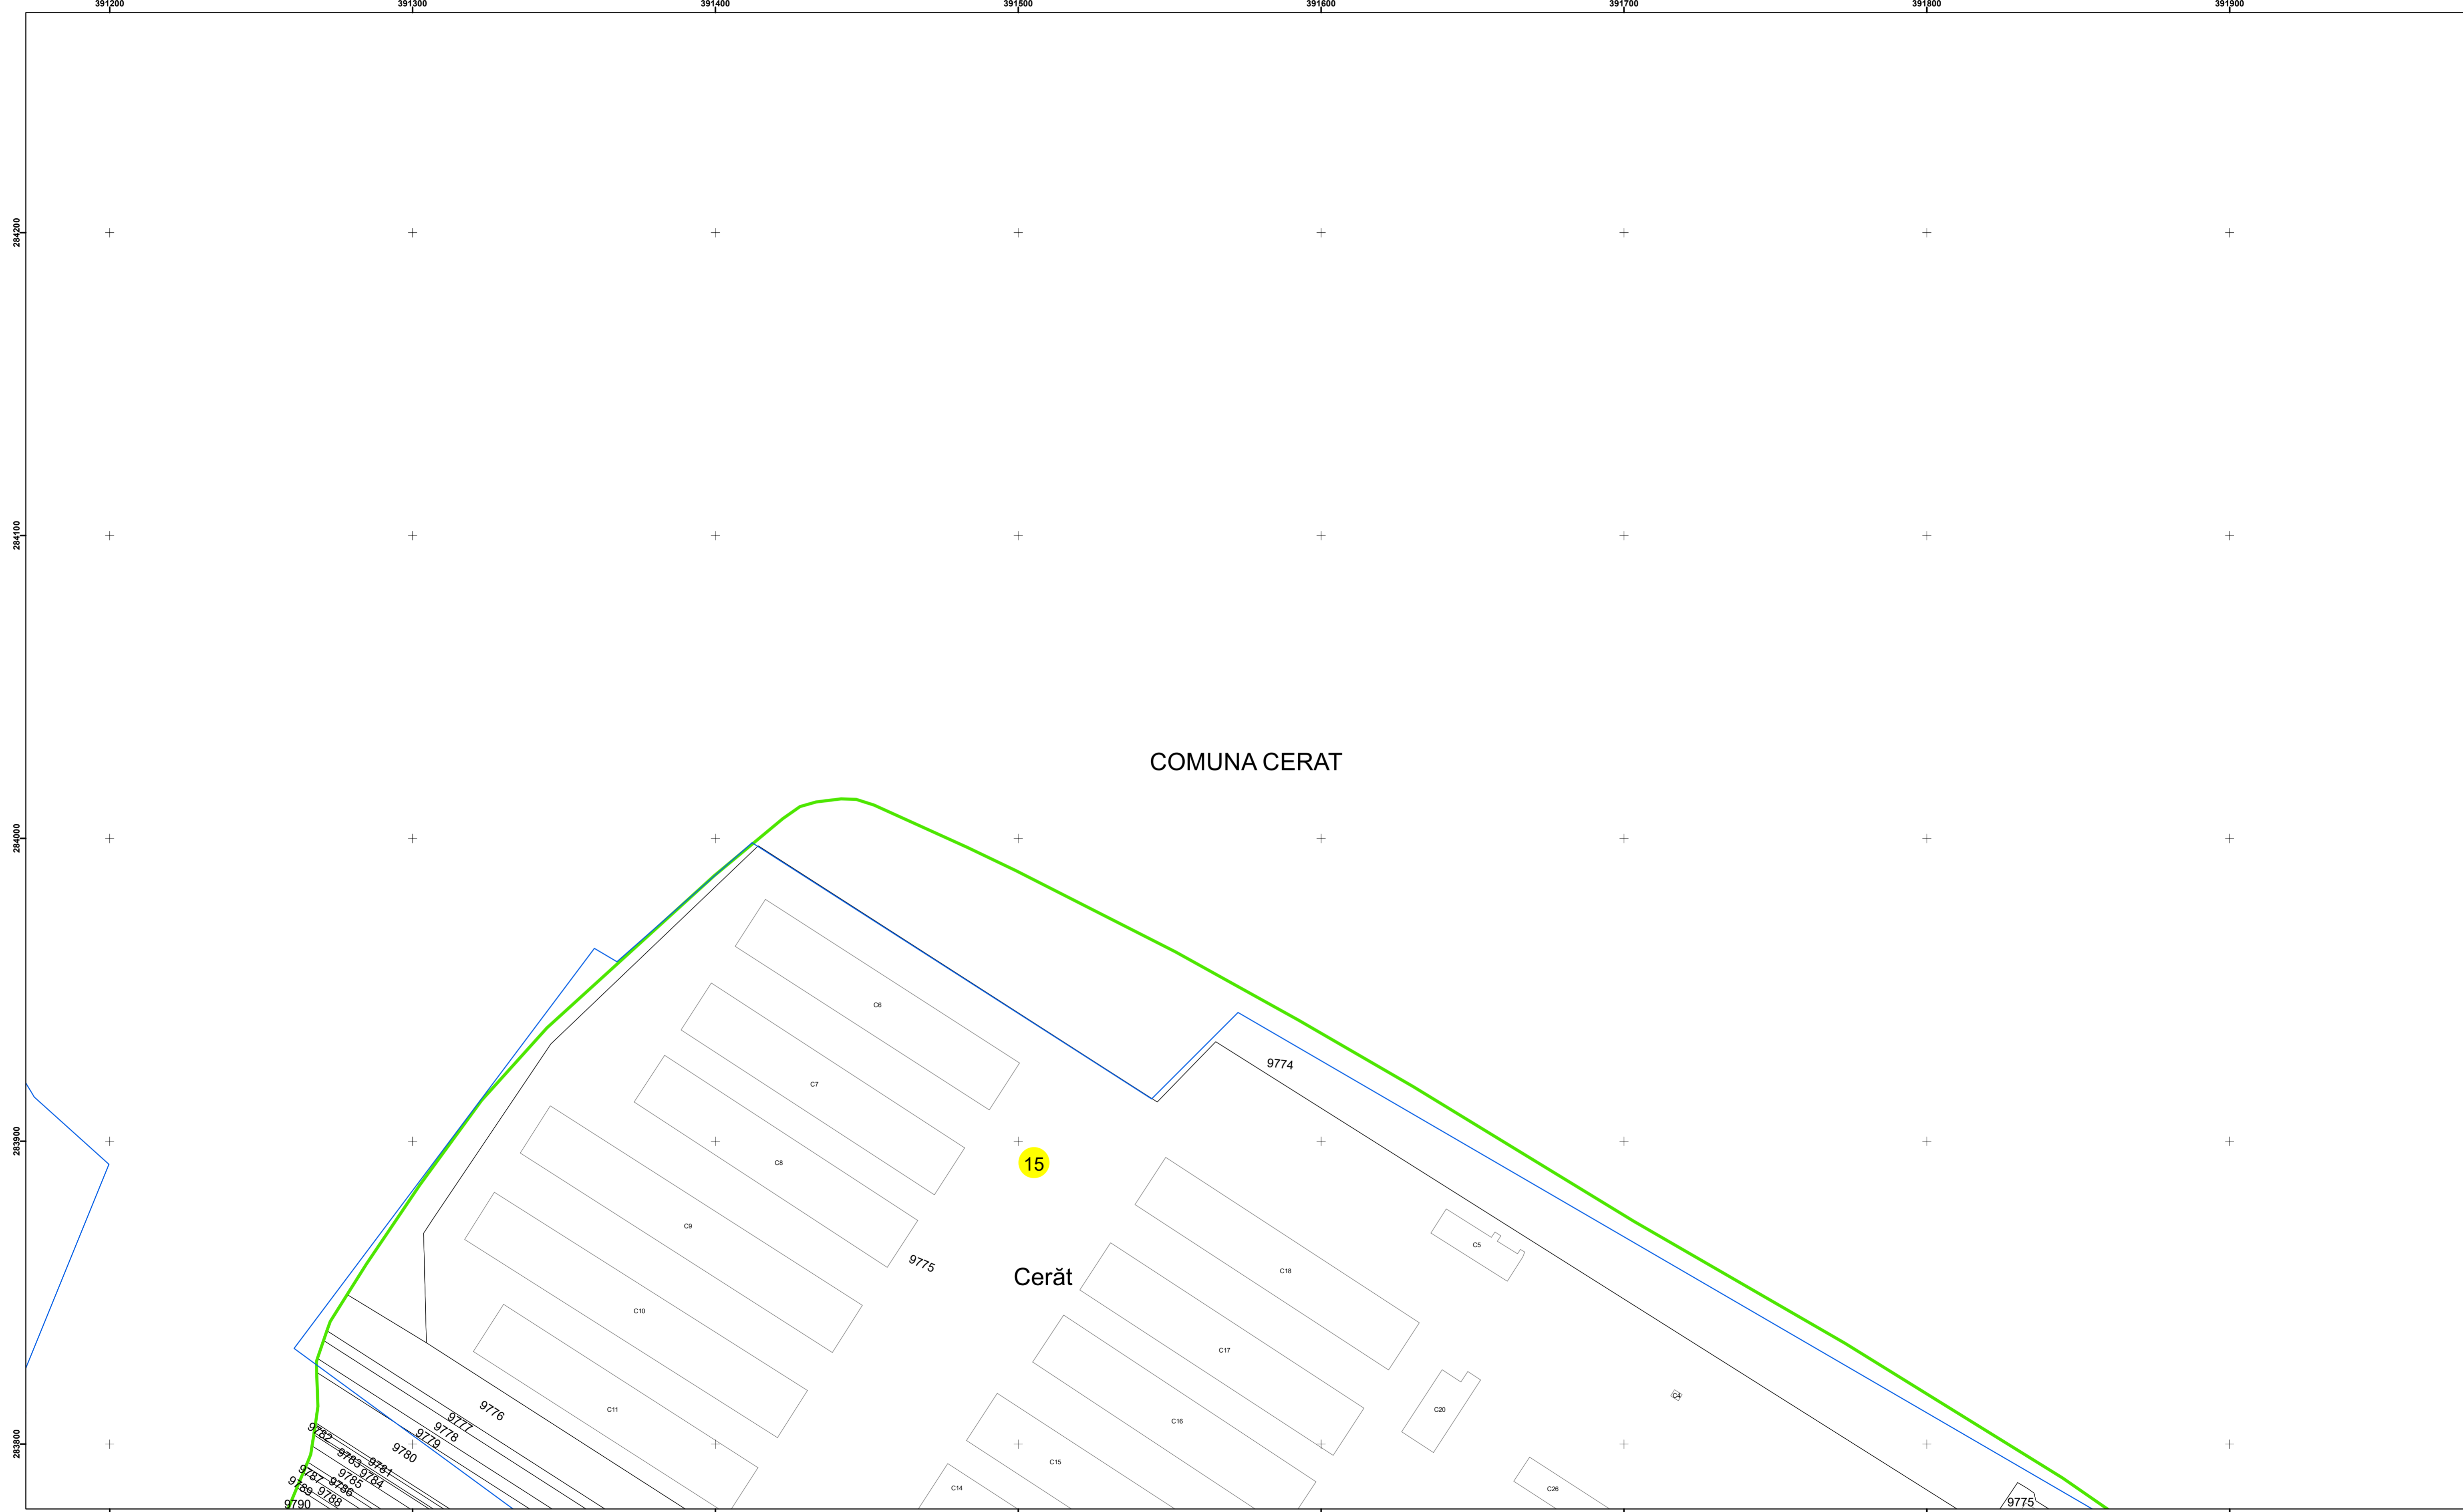 391200 391300 391400 391500 391600 391700 391800 391900
284200
284100
COMUNA CERAT
284000
C6
9774
C7
283900
15
C8
C9
C5
9775
C18
Cerăt
C10
C17
C4
9776
C11
C20
9777
C16
9782
9778
9779
283800
9780
9783
9781
C15
9787
9785
9784
9789
9786
C14
C26
9788
9790
9775